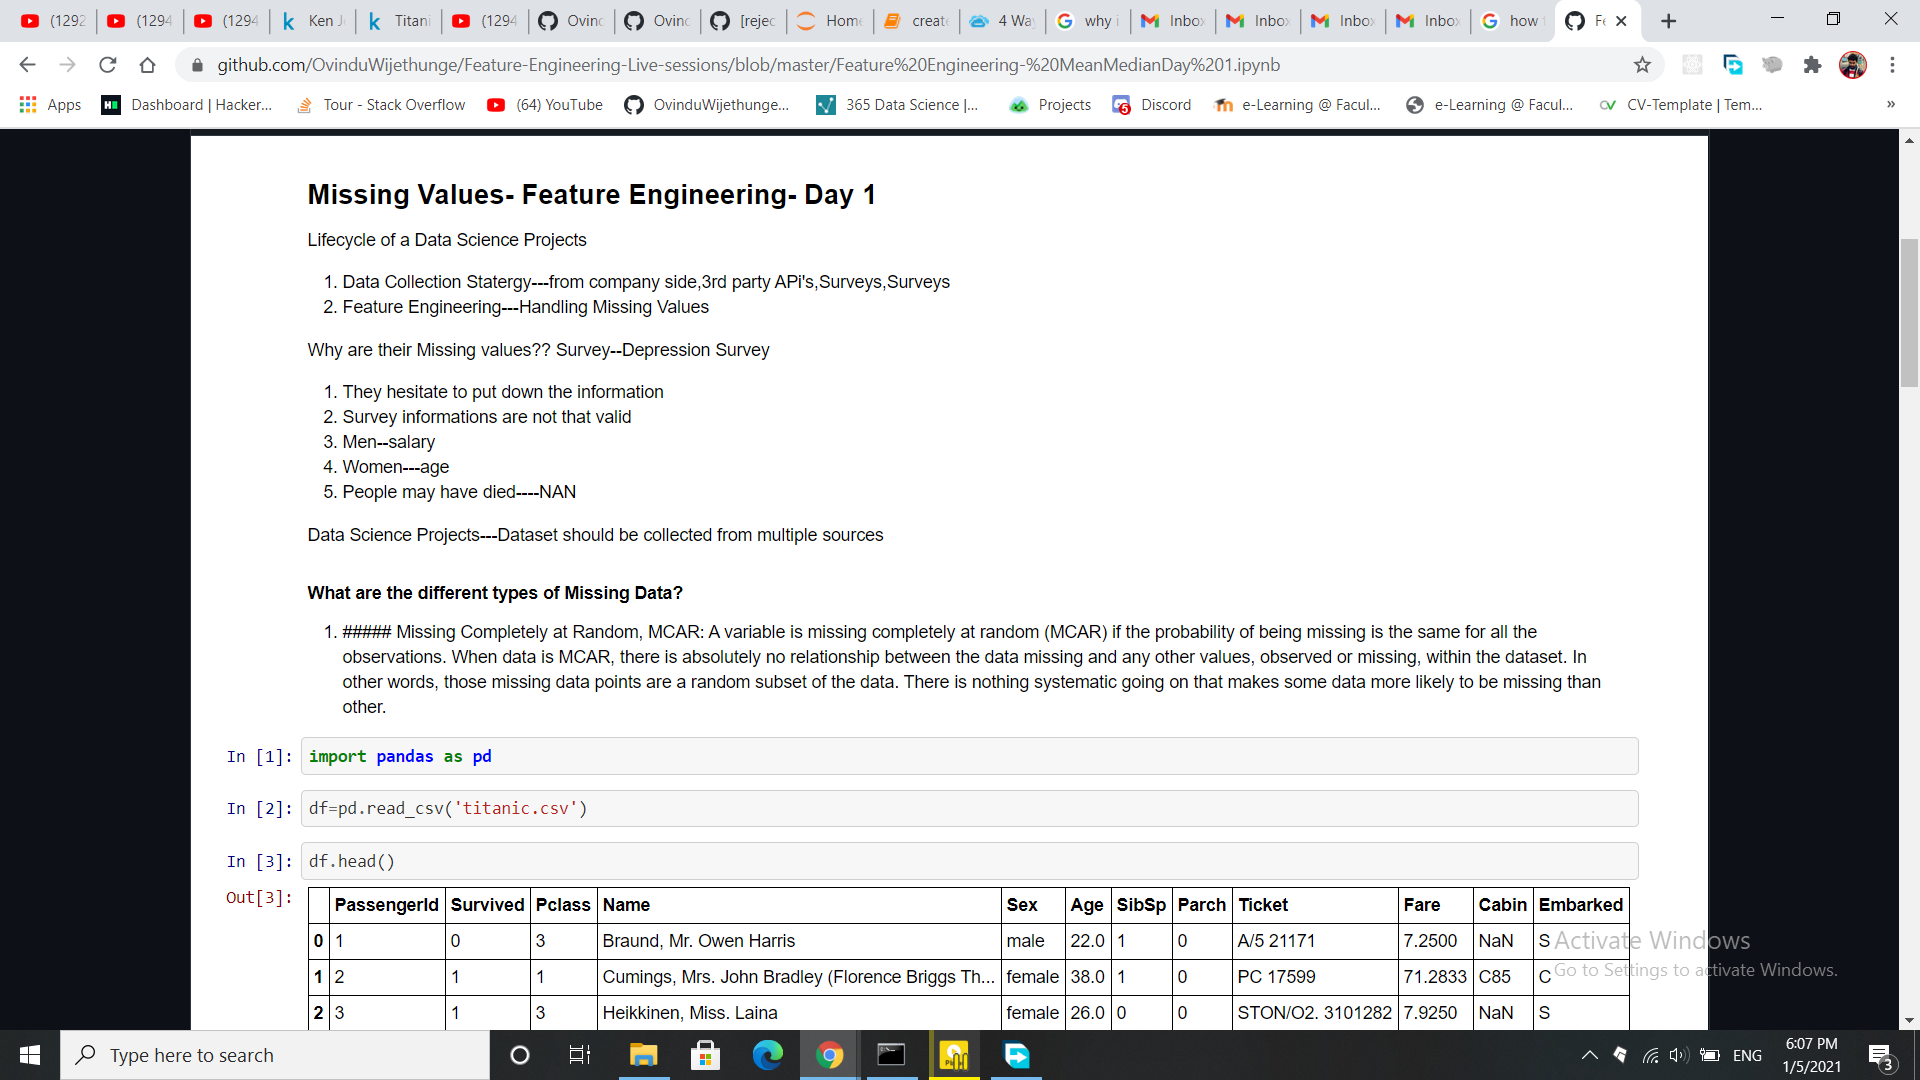 (1292
(1294
(1294
Ken J
Titani
(1294
Ovind
Ovind
[rejec
Home
create
4 Way
why i
Inbox
Inbox
Inbox
Inbox
how t
Fe
github.com/OvinduWijethunge/Feature-Engineering-Live-sessions/blob/master/Feature%20Engineering-%20MeanMedianDay%201.ipynb
Apps
Dashboard | Hacker...
Tour - Stack Overflow
(64) YouTube
OvinduWijethunge...
365 Data Science |...
Projects
Discord
e-Learning @ Facul...
e-Learning @ Facul...
CV-Template | Tem...
»
Missing Values- Feature Engineering- Day 1
Lifecycle of a Data Science Projects
1. Data Collection Statergy---from company side,3rd party APi's,Surveys,Surveys
2. Feature Engineering---Handling Missing Values
Why are their Missing values?? Survey--Depression Survey
1. They hesitate to put down the information
2. Survey informations are not that valid
3. Men--salary
4. Women---age
5. People may have died----NAN
Data Science Projects---Dataset should be collected from multiple sources
What are the different types of Missing Data?
1. ##### Missing Completely at Random, MCAR: A variable is missing completely at random (MCAR) if the probability of being missing is the same for all the
observations. When data is MCAR, there is absolutely no relationship between the data missing and any other values, observed or missing, within the dataset. In
other words, those missing data points are a random subset of the data. There is nothing systematic going on that makes some data more likely to be missing than
other.
In [1]: import pandas as pd
In [2]: df=pd.read_csv('titanic.csv')
In [3]: df.head()
Out[3]:
PassengerId Survived Pclass Name Sex Age SibSp Parch Ticket Fare Cabin Embarked
0 1 0 3 Braund, Mr. Owen Harris male 22.0 1 0 A/5 21171 7.2500 NaN S
1 2 1 1 Cumings, Mrs. John Bradley (Florence Briggs Th... female 38.0 1 0 PC 17599 71.2833 C85 C
2 3 1 3 Heikkinen, Miss. Laina female 26.0 0 0 STON/O2. 3101282 7.9250 NaN S
Activate Windows
Go to Settings to activate Windows.
Type here to search
ENG
6:07 PM
1/5/2021
3